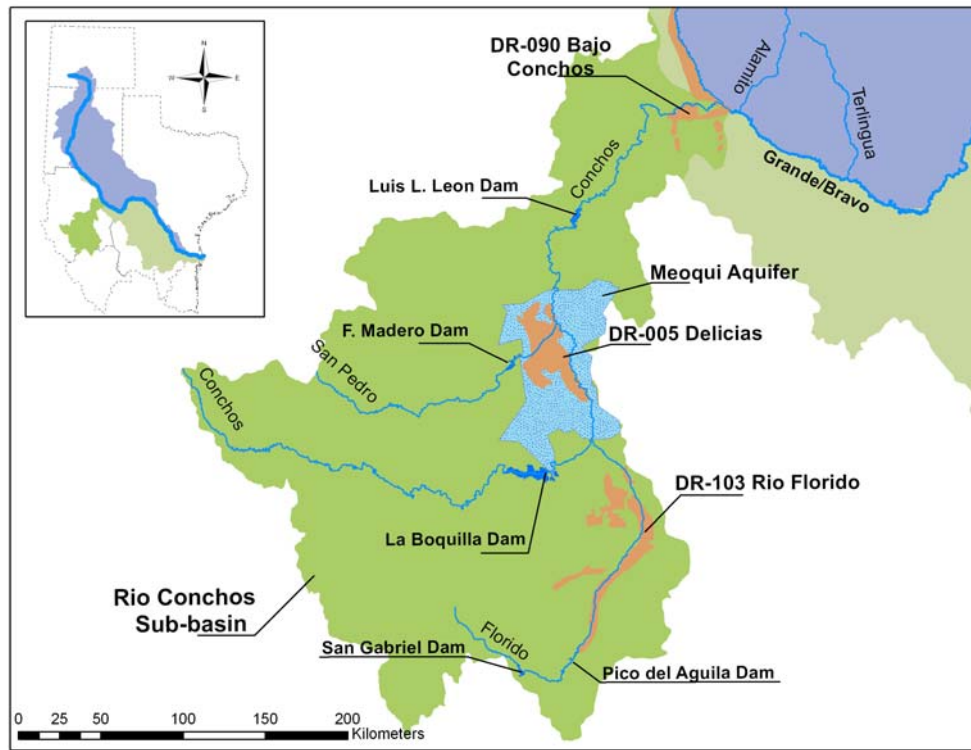 N
W
E
S
DR-090 Bajo
Conchos
Alamito
Terlingua
Grande/Bravo
Conchos
Luis L. Leon Dam
Meoqui Aquifer
F. Madero Dam
DR-005 Delicias
San Pedro
Conchos
DR-103 Rio Florido
La Boquilla Dam
Rio Conchos
Sub-basin
Florido
San Gabriel Dam
Pico del Aguila Dam
0 25 50 100 150 200
Kilometers